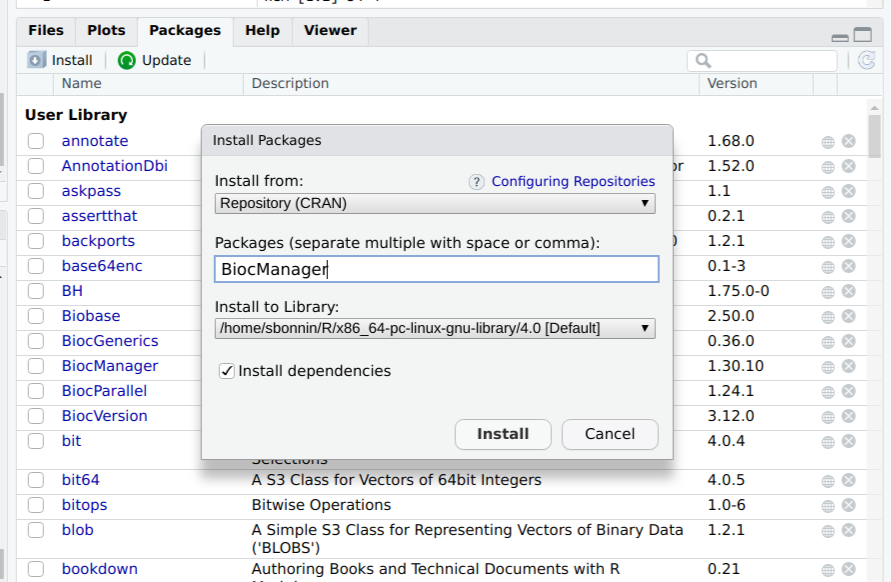 Files Plots Packages Help Viewer
Install Update
Name Description Version
User Library
annotate 1.68.0
AnnotationDbi or 1.52.0
askpass 1.1
assertthat 0.2.1
backports 1.2.1
base64enc 0.1-3
BH 1.75.0-0
Biobase 2.50.0
BiocGenerics 0.36.0
BiocManager 1.30.10
BiocParallel 1.24.1
BiocVersion 3.12.0
bit 4.0.4
Selections
bit64 A S3 Class for Vectors of 64bit Integers 4.0.5
bitops Bitwise Operations 1.0-6
blob A Simple S3 Class for Representing Vectors of Binary Data 1.2.1
('BLOBS')
bookdown Authoring Books and Technical Documents with R 0.21
Install Packages
Install from: ? Configuring Repositories
Repository (CRAN)
Packages (separate multiple with space or comma):
BiocManager
Install to Library:
/home/sbonnin/R/x86_64-pc-linux-gnu-library/4.0 [Default]
Install dependencies
Install Cancel